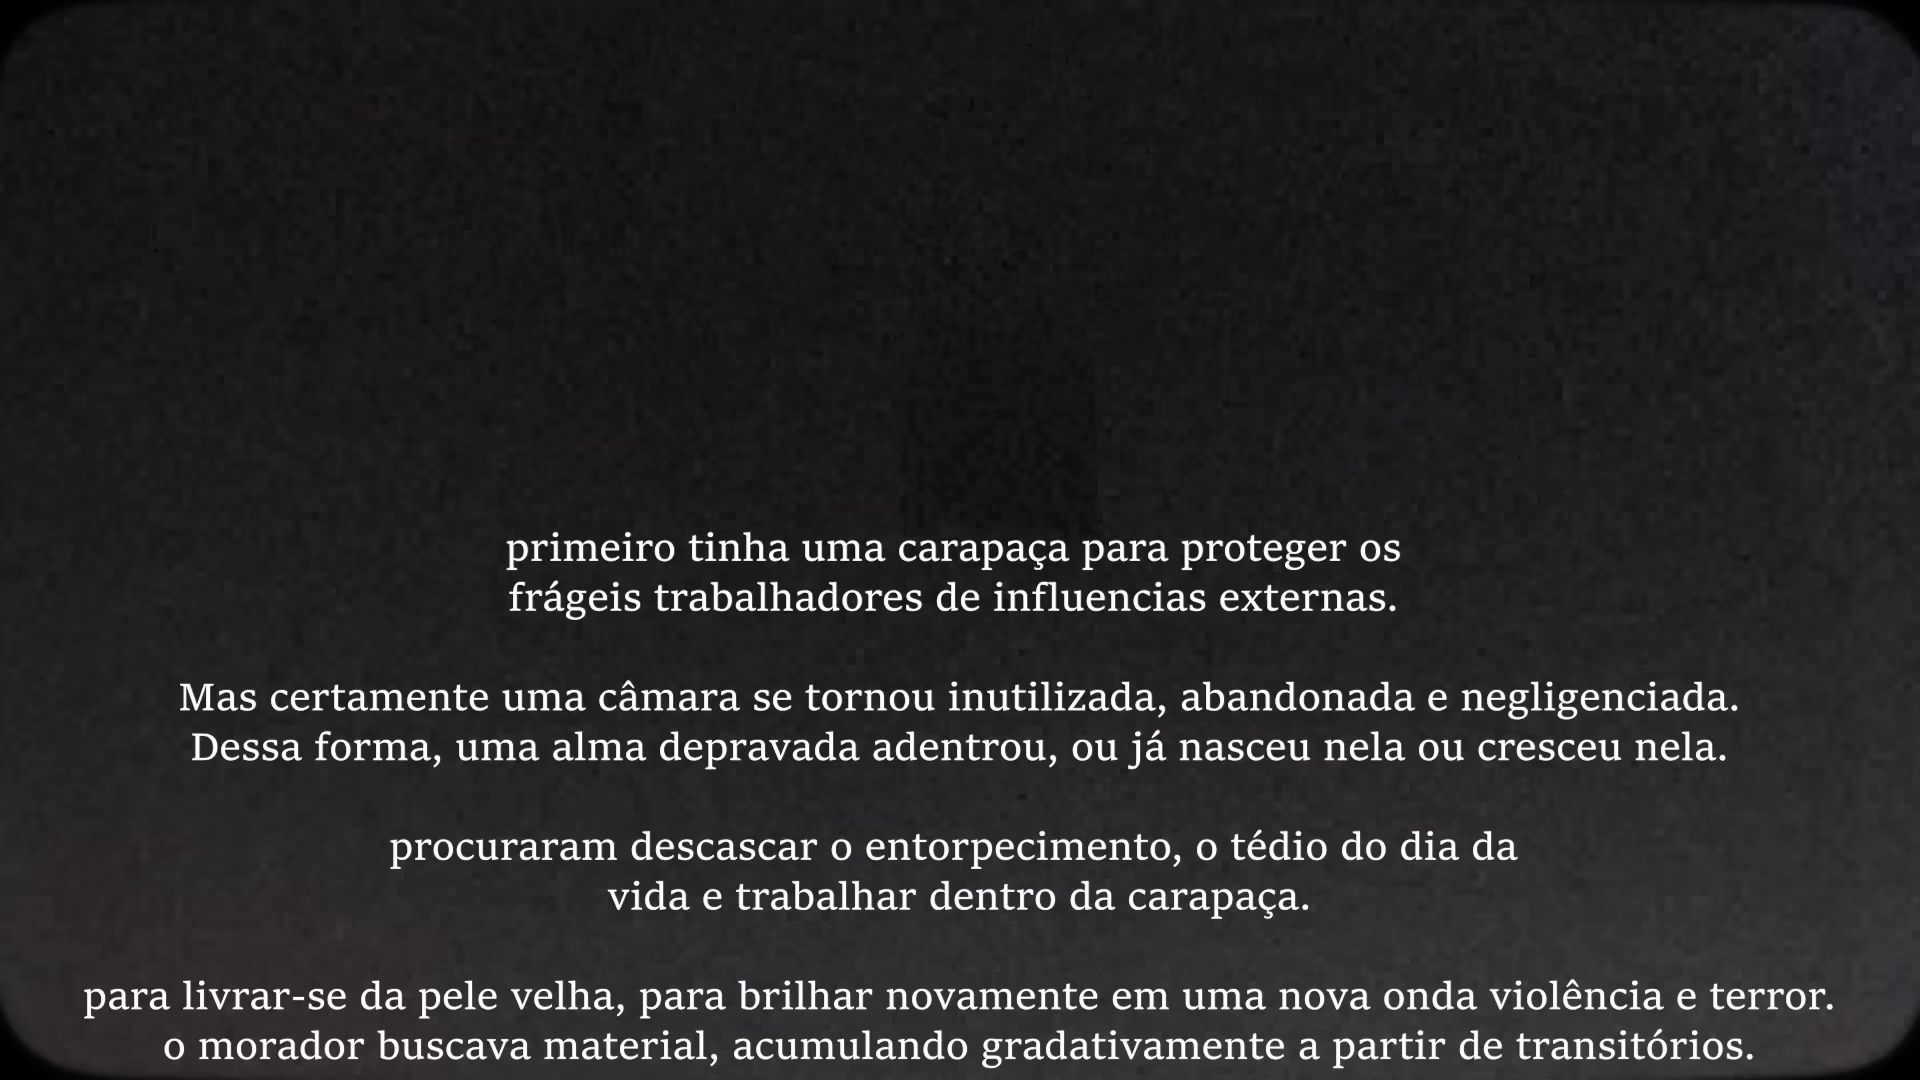 primeiro tinha uma carapaça para proteger os
frágeis trabalhadores de influencias externas.
Mas certamente uma câmara se tornou inutilizada, abandonada e negligenciada.
Dessa forma, uma alma depravada adentrou, ou já nasceu nela ou cresceu nela.
procuraram descascar o entorpecimento, o tédio do dia da
vida e trabalhar dentro da carapaça.
para livrar-se da pele velha, para brilhar novamente em uma nova onda violência e terror.
o morador buscava material, acumulando gradativamente a partir de transitórios.